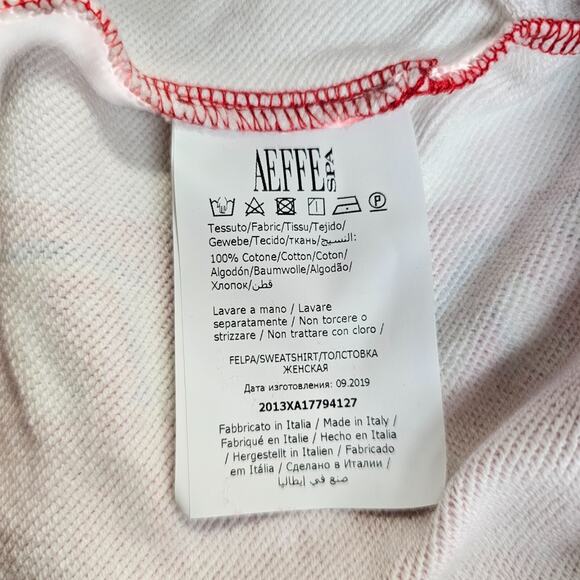 AEFFE SPA
P
Tessuto/Fabric/Tissu/Tejido/
Gewebe/Tecido/ткань/النسيج:
100% Cotone/Cotton/Coton/
Algodón/Baumwolle/Algodão/
Хлопок/قطن
Lavare a mano / Lavare
separatamente / Non torcere o
strizzare / Non trattare con cloro /
FELPA/SWEATSHIRT/ТОЛСТОВКА
ЖЕНСКАЯ
Дата изготовления: 09.2019
2013XA17794127
Fabbricato in Italia / Made in Italy /
Fabriqué en Italie / Hecho en Italia
/ Hergestellt in Italien / Fabricado
em Itália / Сделано в Италии /
صنع في إيطاليا